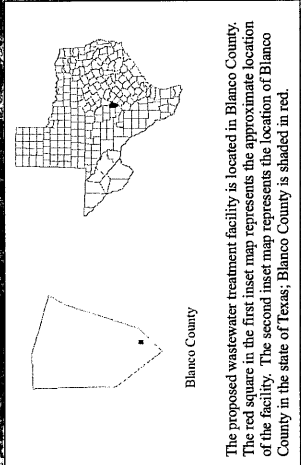 Blanco County
The proposed wastewater treatment facility is located in Blanco County.
The red square in the first inset map represents the approximate location
of the facility. The second inset map represents the location of Blanco
County in the state of Texas; Blanco County is shaded in red.